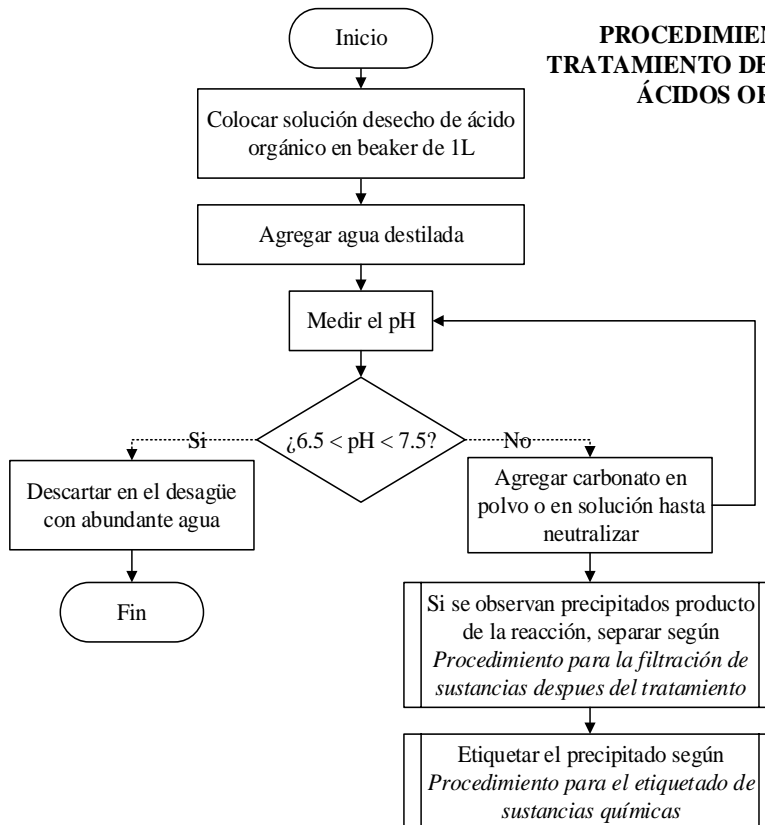 Inicio
PROCEDIMIEN
TRATAMIENTO DE
ÁCIDOS OR
Colocar solución desecho de ácido
orgánico en beaker de 1L
Agregar agua destilada
Medir el pH
¿6.5 < pH < 7.5?
Si
No
Descartar en el desagüe
con abundante agua
Agregar carbonato en
polvo o en solución hasta
neutralizar
Fin
Si se observan precipitados producto
de la reacción, separar según
Procedimiento para la filtración de
sustancias despues del tratamiento
Etiquetar el precipitado según
Procedimiento para el etiquetado de
sustancias químicas